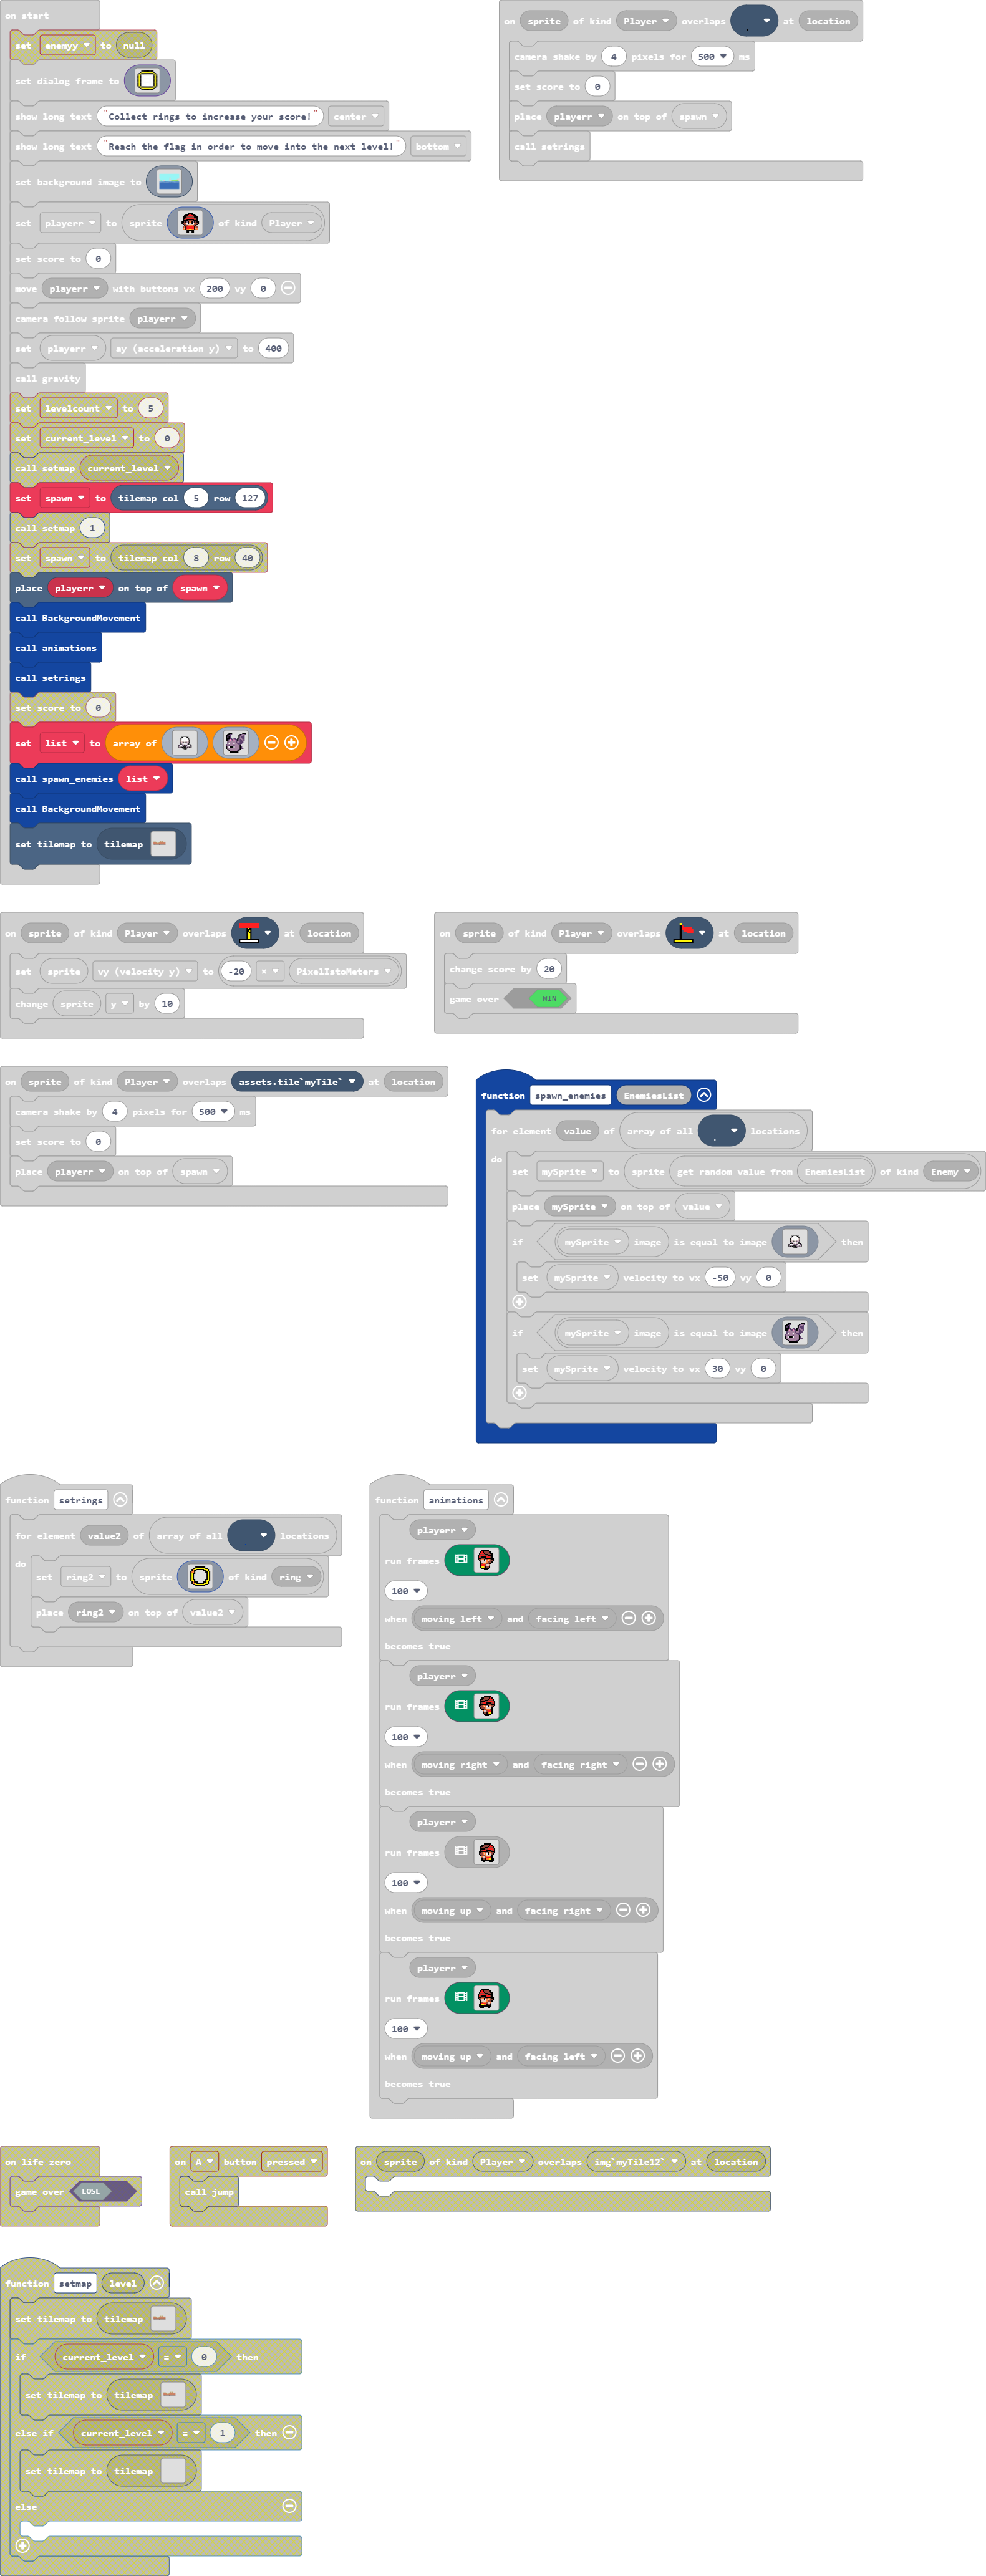 on start
set enemyy to null
set dialog frame to
show long text "Collect rings to increase your score!" center
show long text "Reach the flag in order to move into the next level!" bottom
set background image to
set playerr to sprite of kind Player
set score to 0
move playerr with buttons vx 200 vy 0
camera follow sprite playerr
set playerr ay (acceleration y) to 400
call gravity
set levelcount to 5
set current_level to 0
call setmap current_level
set spawn to tilemap col 5 row 127
call setmap 1
set spawn to tilemap col 8 row 40
place playerr on top of spawn
call BackgroundMovement
call animations
call setrings
set score to 0
set list to array of
call spawn_enemies list
call BackgroundMovement
set tilemap to tilemap
on sprite of kind Player overlaps at location
camera shake by 4 pixels for 500 ms
set score to 0
place playerr on top of spawn
call setrings
on sprite of kind Player overlaps at location
set sprite vy (velocity y) to -20 × PixelIstoMeters
change sprite y by 10
on sprite of kind Player overlaps at location
change score by 20
game over WIN
on sprite of kind Player overlaps assets.tile`myTile` at location
camera shake by 4 pixels for 500 ms
set score to 0
place playerr on top of spawn
function spawn_enemies EnemiesList
for element value of array of all locations
do
set mySprite to sprite get random value from EnemiesList of kind Enemy
place mySprite on top of value
if mySprite image is equal to image then
set mySprite velocity to vx -50 vy 0
if mySprite image is equal to image then
set mySprite velocity to vx 30 vy 0
function setrings
for element value2 of array of all locations
do
set ring2 to sprite of kind ring
place ring2 on top of value2
function animations
playerr
run frames
100
when moving left and facing left
becomes true
playerr
run frames
100
when moving right and facing right
becomes true
playerr
run frames
100
when moving up and facing right
becomes true
playerr
run frames
100
when moving up and facing left
becomes true
on life zero
game over LOSE
on A button pressed
call jump
on sprite of kind Player overlaps img`myTile12` at location
function setmap level
set tilemap to tilemap
if current_level = 0 then
set tilemap to tilemap
else if current_level = 1 then
set tilemap to tilemap
else